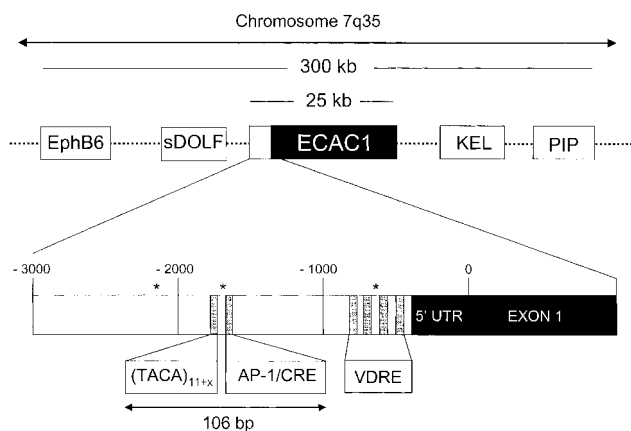 Chromosome 7q35
300 kb
25 kb
EphB6 sDOLF ECAC1 KEL PIP
- 3000 - 2000 - 1000 0
* * *
5' UTR EXON 1
(TACA)11+x AP-1/CRE VDRE
106 bp